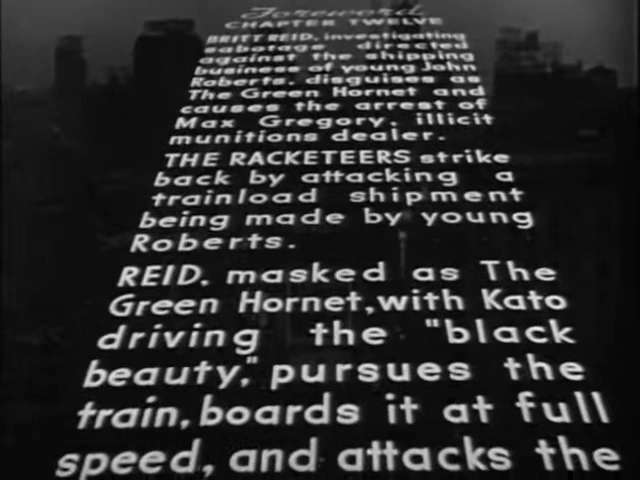 Foreword
CHAPTER TWELVE
BRITT REID, investigating
sabotage directed
against the shipping
business of young John
Roberts, disguises as
The Green Hornet and
causes the arrest of
Max Gregory, illicit
munitions dealer.
THE RACKETEERS strike
back by attacking a
trainload shipment
being made by young
Roberts.
REID, masked as The
Green Hornet, with Kato
driving the "black
beauty," pursues the
train, boards it at full
speed, and attacks the